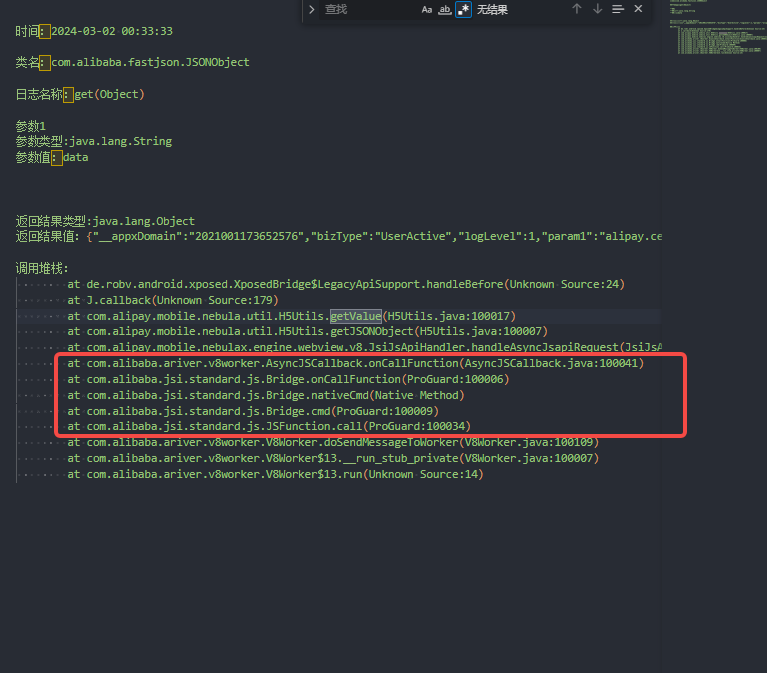 查找
Aa ab .* 无结果
时间：2024-03-02 00:33:33
类名：com.alibaba.fastjson.JSONObject
日志名称：get(Object)
参数1
参数类型:java.lang.String
参数值：data
返回结果类型:java.lang.Object
返回结果值: {"__appxDomain":"2021001173652576","bizType":"UserActive","logLevel":1,"param1":"alipay.ce
调用堆栈:
at de.robv.android.xposed.XposedBridge$LegacyApiSupport.handleBefore(Unknown Source:24)
at J.callback(Unknown Source:179)
at com.alipay.mobile.nebula.util.H5Utils.getValue(H5Utils.java:100017)
at com.alipay.mobile.nebula.util.H5Utils.getJSONObject(H5Utils.java:100007)
at com.alipay.mobile.nebulax.engine.webview.v8.JsiJsApiHandler.handleAsyncJsapiRequest(JsiJsA
at com.alibaba.ariver.v8worker.AsyncJSCallback.onCallFunction(AsyncJSCallback.java:100041)
at com.alibaba.jsi.standard.js.Bridge.onCallFunction(ProGuard:100006)
at com.alibaba.jsi.standard.js.Bridge.nativeCmd(Native Method)
at com.alibaba.jsi.standard.js.Bridge.cmd(ProGuard:100009)
at com.alibaba.jsi.standard.js.JSFunction.call(ProGuard:100034)
at com.alibaba.ariver.v8worker.V8Worker.doSendMessageToWorker(V8Worker.java:100109)
at com.alibaba.ariver.v8worker.V8Worker$13.__run_stub_private(V8Worker.java:100007)
at com.alibaba.ariver.v8worker.V8Worker$13.run(Unknown Source:14)